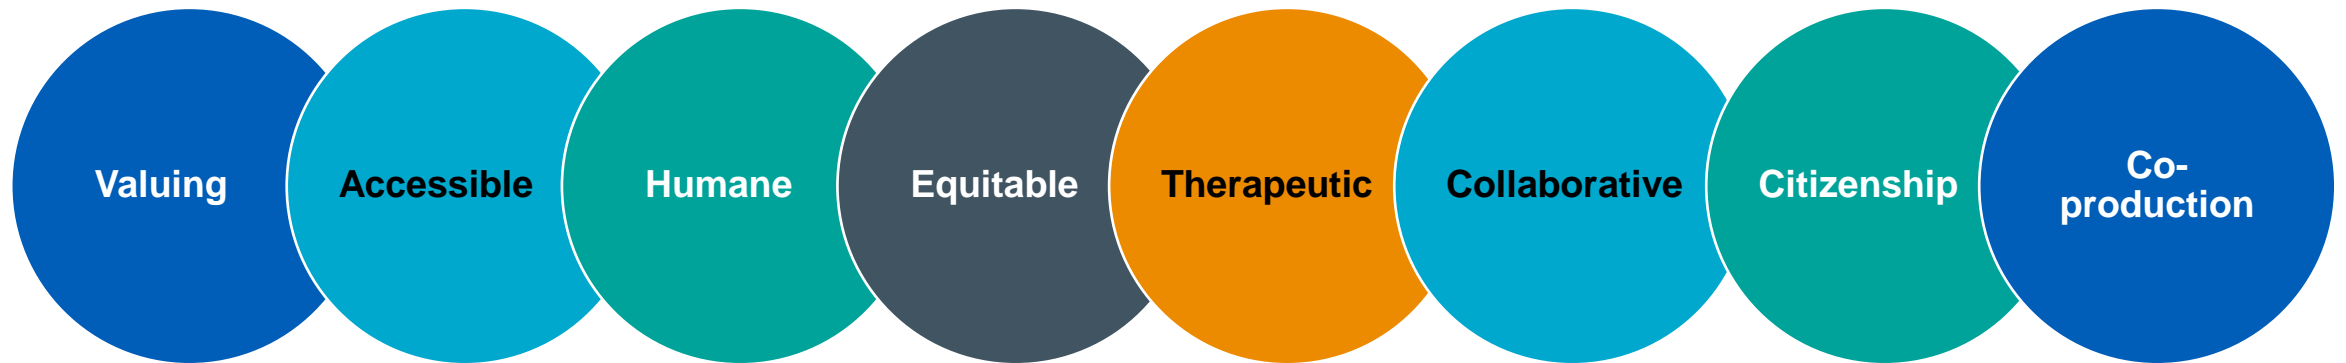 Valuing
Accessible
Humane
Equitable
Therapeutic
Collaborative
Citizenship
Co-
production